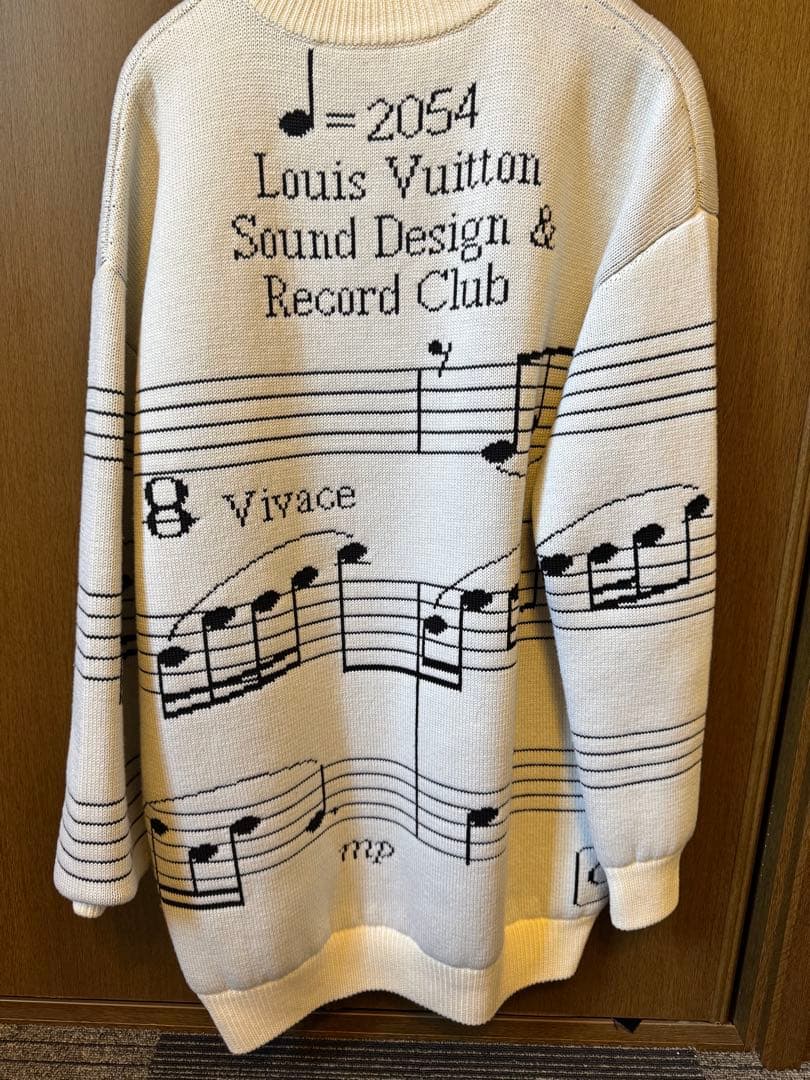 ♩=2054
Louis Vuitton
Sound Design &
Record Club
8 Vivace
mp